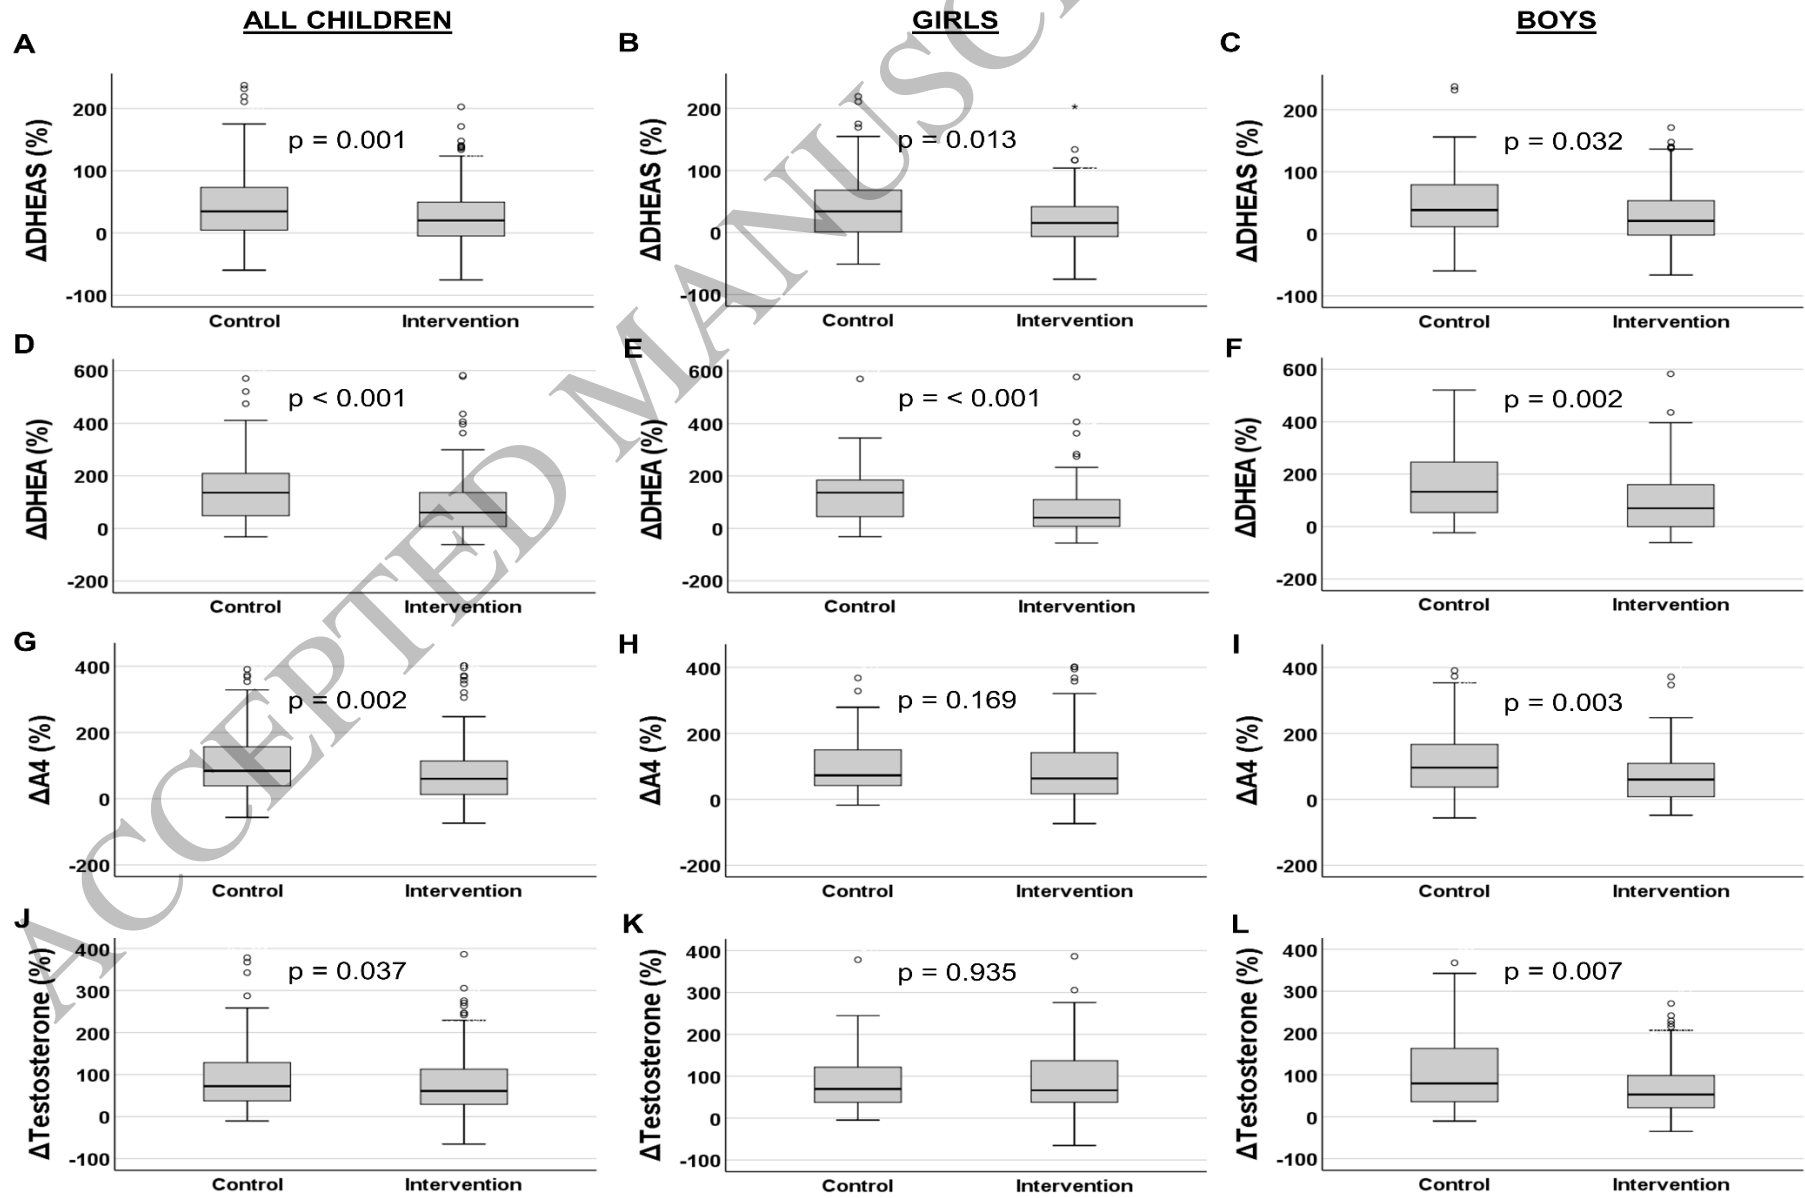 ALL CHILDREN
GIRLS
BOYS
A
ΔDHEAS (%)
200
100
0
-100
p = 0.001
Control
Intervention
B
ΔDHEAS (%)
200
100
0
-100
p = 0.013
Control
Intervention
C
ΔDHEAS (%)
200
100
0
-100
p = 0.032
Control
Intervention
D
ΔDHEA (%)
600
400
200
0
-200
p < 0.001
Control
Intervention
E
ΔDHEA (%)
600
400
200
0
-200
p = < 0.001
Control
Intervention
F
ΔDHEA (%)
600
400
200
0
-200
p = 0.002
Control
Intervention
G
ΔA4 (%)
400
200
0
-200
p = 0.002
Control
Intervention
H
ΔA4 (%)
400
200
0
-200
p = 0.169
Control
Intervention
I
ΔA4 (%)
400
200
0
-200
p = 0.003
Control
Intervention
J
ΔTestosterone (%)
400
300
200
100
0
-100
p = 0.037
Control
Intervention
K
ΔTestosterone (%)
400
300
200
100
0
-100
p = 0.935
Control
Intervention
L
ΔTestosterone (%)
400
300
200
100
0
-100
p = 0.007
Control
Intervention
ACCEPTED MANUSC